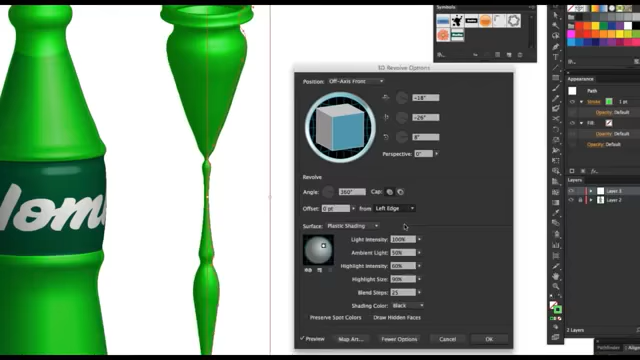 Symbols
3D Revolve Options
Position: Off-Axis Front
-18°
-26°
8°
Perspective: 0°
Revolve
Angle: 360° Cap:
Offset: 0 pt from Left Edge
Surface: Plastic Shading
Light Intensity: 100%
Ambient Light: 50%
Highlight Intensity: 60%
Highlight Size: 90%
Blend Steps: 25
Shading Color: Black
Preserve Spot Colors Draw Hidden Faces
Preview Map Art... Fewer Options Cancel OK
Appearance
Path
Stroke: 1 pt
Opacity: Default
Fill:
Opacity: Default
Opacity: Default
Layers
Layer 3
Layer 2
2 Layers
Pathfinder Align